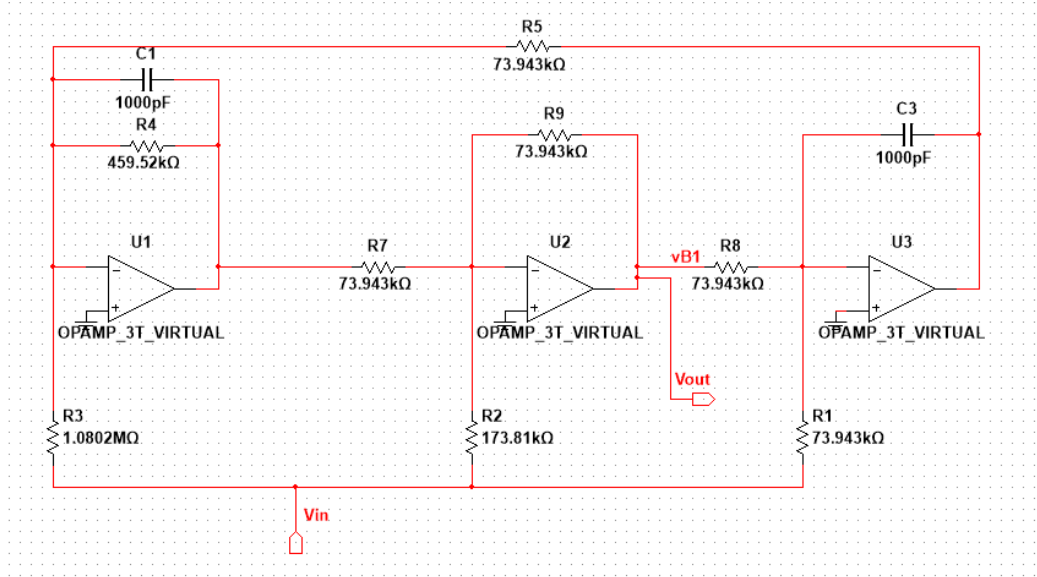 R5
73.943kΩ
C1
1000pF
R4
459.52kΩ
R9
73.943kΩ
C3
1000pF
U1
−
+
OPAMP_3T_VIRTUAL
R7
73.943kΩ
U2
−
+
OPAMP_3T_VIRTUAL
vB1
R8
73.943kΩ
U3
−
+
OPAMP_3T_VIRTUAL
Vout
R3
1.0802MΩ
R2
173.81kΩ
R1
73.943kΩ
Vin